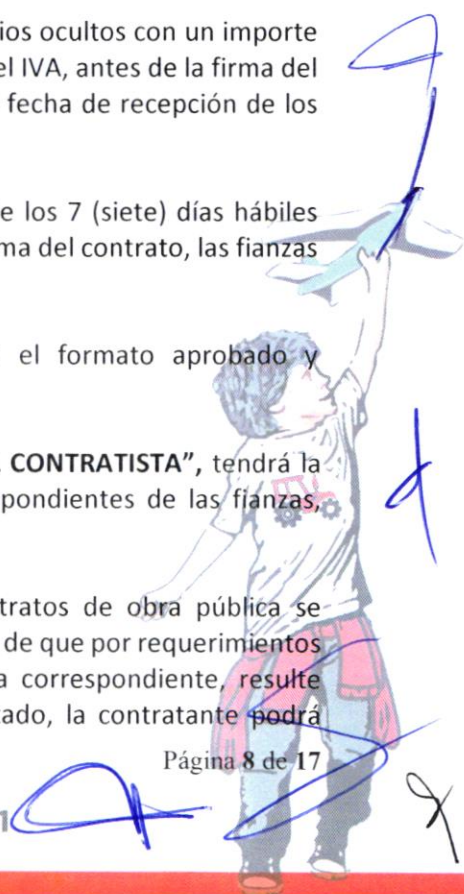 ios ocultos con un importe
el IVA, antes de la firma del
fecha de recepción de los
e los 7 (siete) días hábiles
ma del contrato, las fianzas
el formato aprobado y
CONTRATISTA", tendrá la
pondientes de las fianzas,
tratos de obra pública se
de que por requerimientos
a correspondiente, resulte
tado, la contratante podrá
Página 8 de 17
1